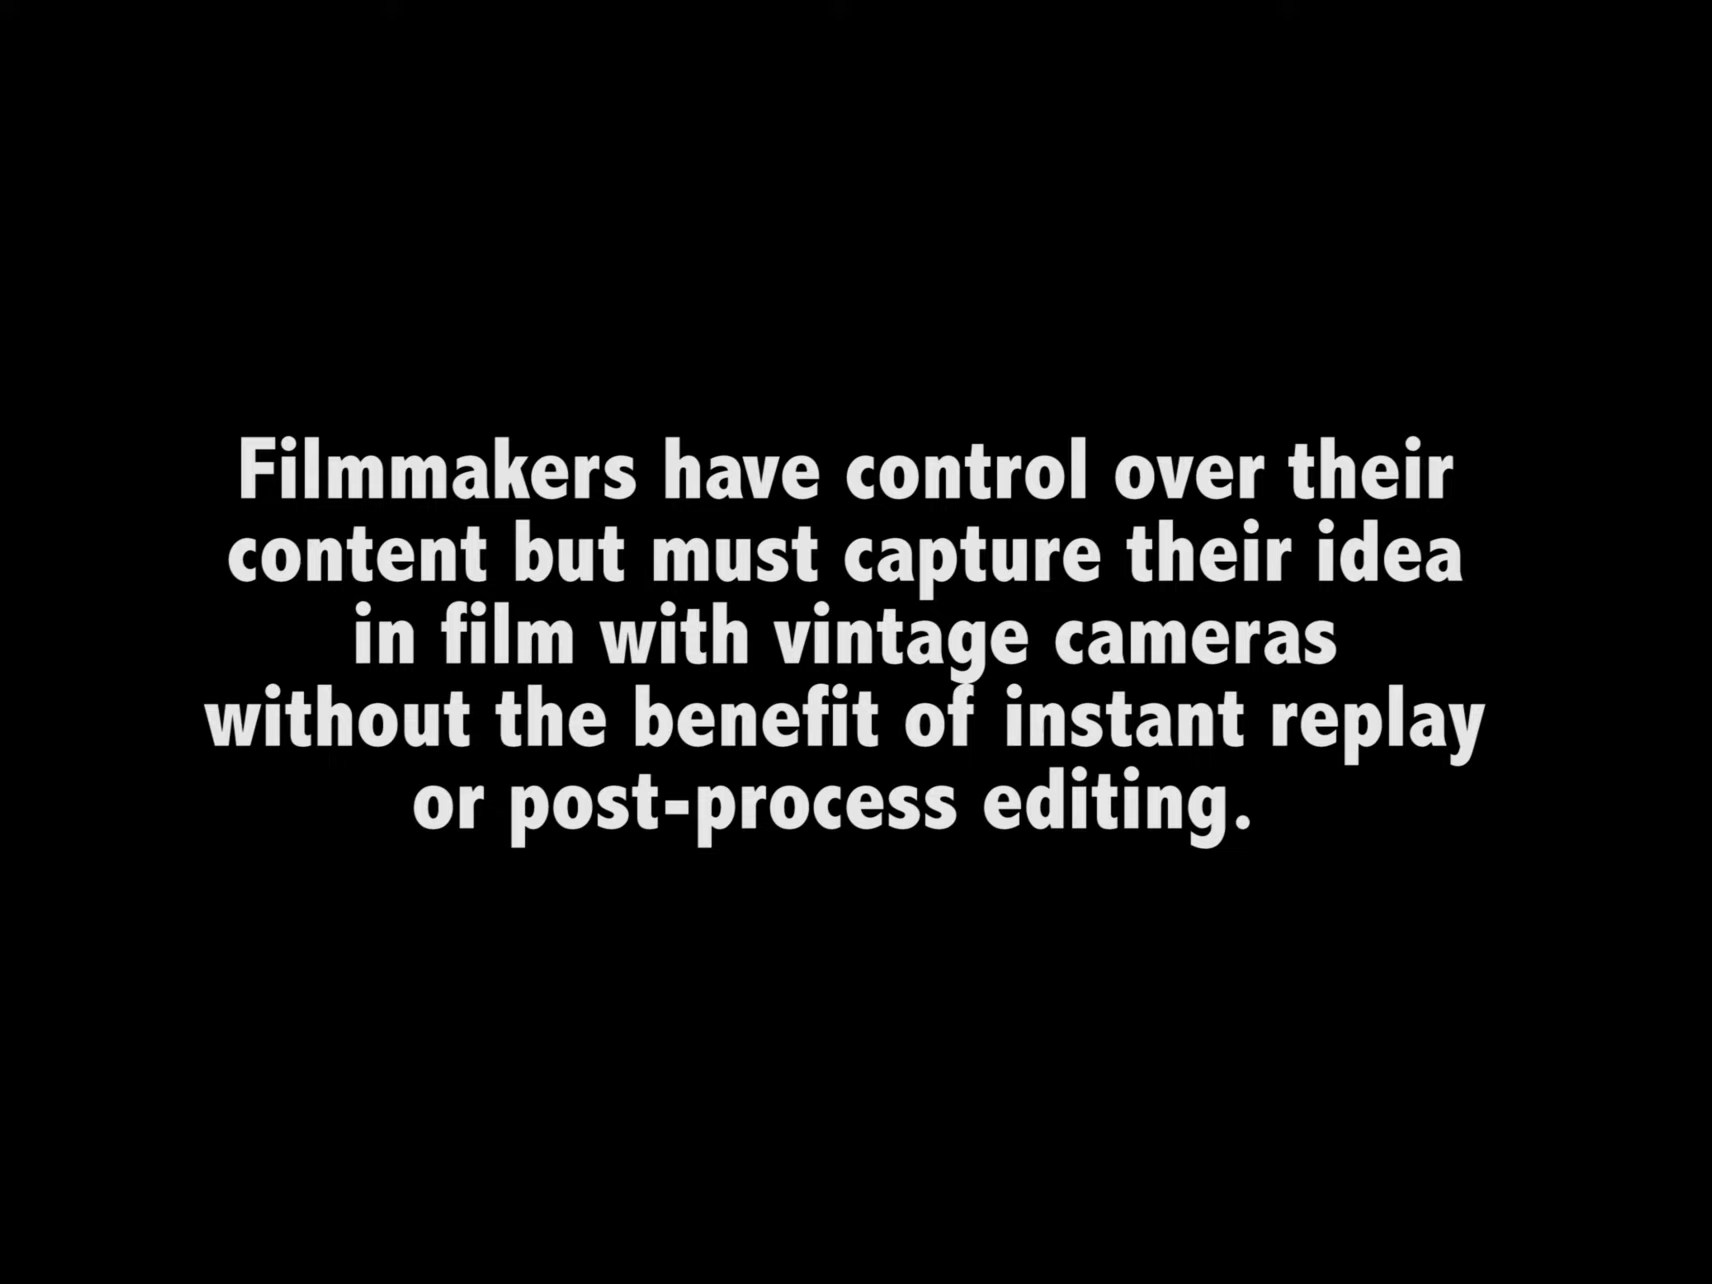 Filmmakers have control over their
content but must capture their idea
in film with vintage cameras
without the benefit of instant replay
or post-process editing.